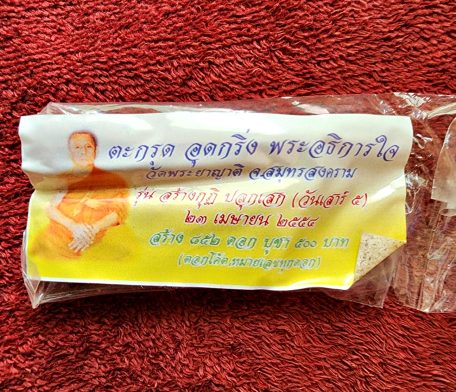 ตะกรุด อุดกริ่ง พระอธิการใจ
วัดพระยาญาติ จ.สมุทรสงคราม
รุ่น สร้างกุฏิ ปลุกเสก (วันเสาร์ ๕)
๒๓ เมษายน ๒๕๕๔
สร้าง ๘๕๒ ดอก บูชา ๕๐๐ บาท
(ตอกโค๊ต,หมายเลขทุกดอก)